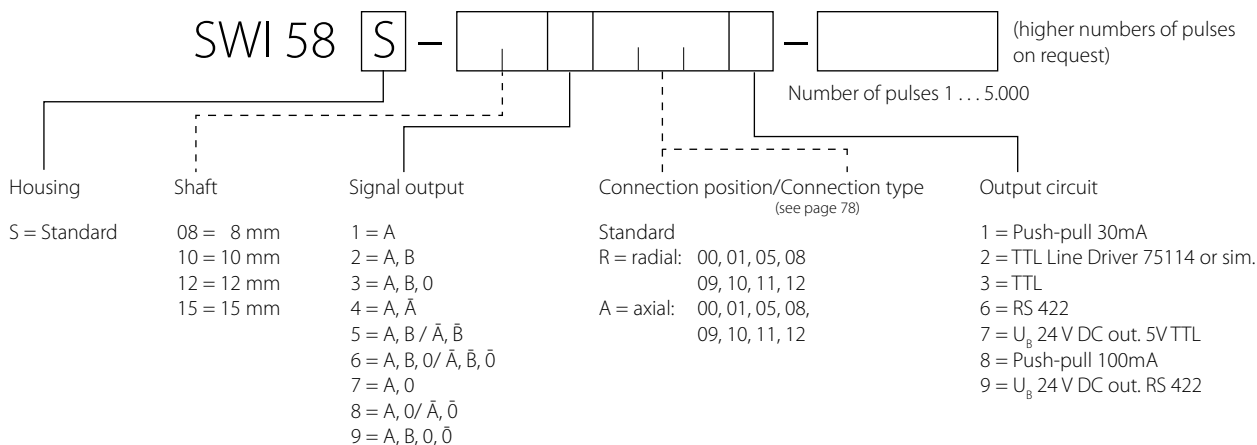 SWI 58 S – –
(higher numbers of pulses
on request)
Number of pulses 1 . . . 5.000
Housing
S = Standard
Shaft
08 = 8 mm
10 = 10 mm
12 = 12 mm
15 = 15 mm
Signal output
1 = A
2 = A, B
3 = A, B, 0
4 = A, Ā
5 = A, B / Ā, B̄
6 = A, B, 0/ Ā, B̄, 0̄
7 = A, 0
8 = A, 0/ Ā, 0̄
9 = A, B, 0, 0̄
Connection position/Connection type
(see page 78)
Standard
R = radial: 00, 01, 05, 08
09, 10, 11, 12
A = axial: 00, 01, 05, 08,
09, 10, 11, 12
Output circuit
1 = Push-pull 30mA
2 = TTL Line Driver 75114 or sim.
3 = TTL
6 = RS 422
7 = U_B 24 V DC out. 5V TTL
8 = Push-pull 100mA
9 = U_B 24 V DC out. RS 422